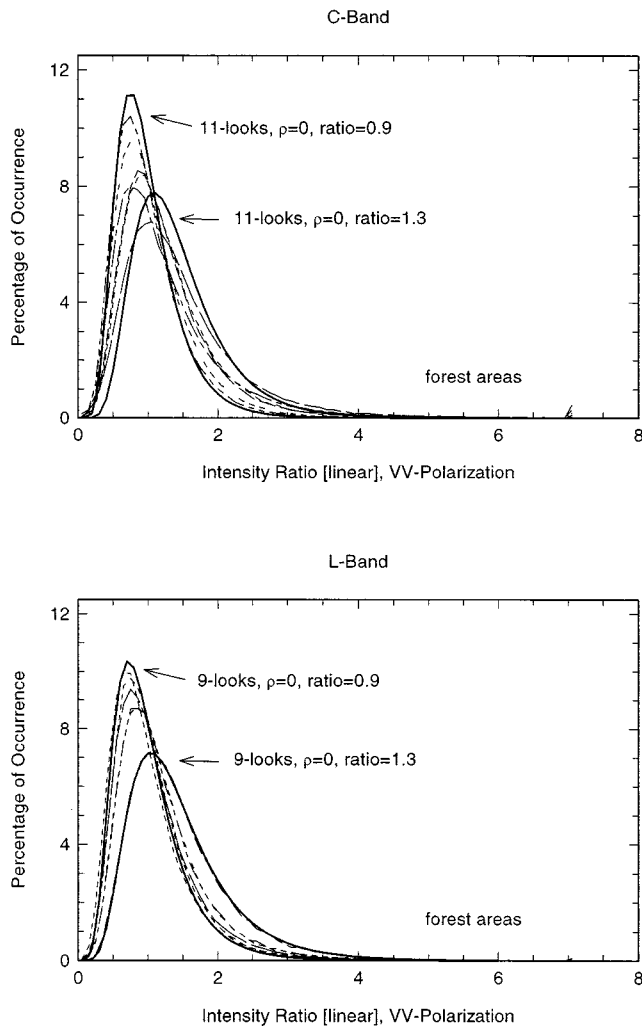 C-Band
12
11-looks, ρ=0, ratio=0.9
8
11-looks, ρ=0, ratio=1.3
Percentage of Occurrence
4
forest areas
0
0 2 4 6 8
Intensity Ratio [linear], VV-Polarization
L-Band
12
9-looks, ρ=0, ratio=0.9
8
9-looks, ρ=0, ratio=1.3
Percentage of Occurrence
4
forest areas
0
0 2 4 6 8
Intensity Ratio [linear], VV-Polarization